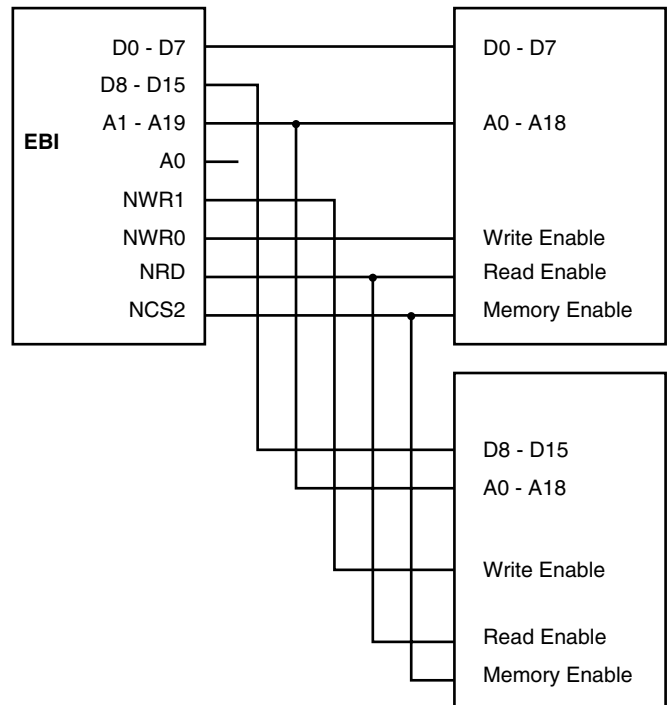 D0 - D7
D8 - D15
A1 - A19
EBI
A0
NWR1
NWR0
NRD
NCS2
D0 - D7
A0 - A18
Write Enable
Read Enable
Memory Enable
D8 - D15
A0 - A18
Write Enable
Read Enable
Memory Enable